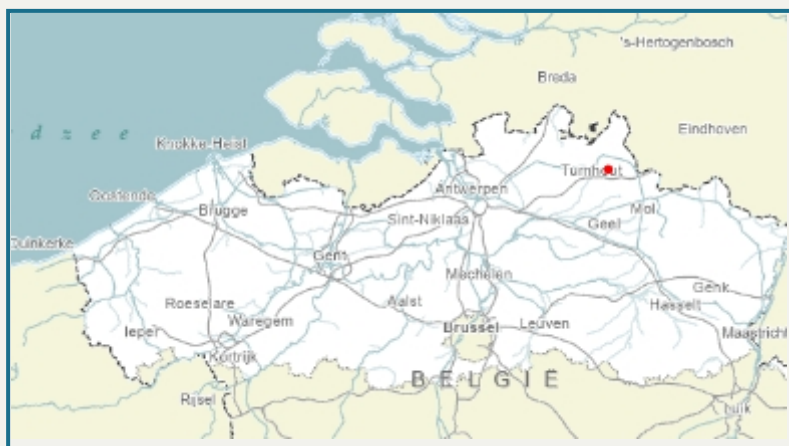 's-Hertogenbosch
Breda
d z e e
Eindhoven
Knokke-Heist
Turnhout
Oostende
Antwerpen
Brugge
Sint-Niklaas
Mol
Geel
Duinkerke
Gent
Mechelen
Genk
Roeselare
Aalst
Hasselt
Waregem
Brussel
Leuven
Ieper
Maastricht
Kortrijk
BELGIË
Rijsel
Luik